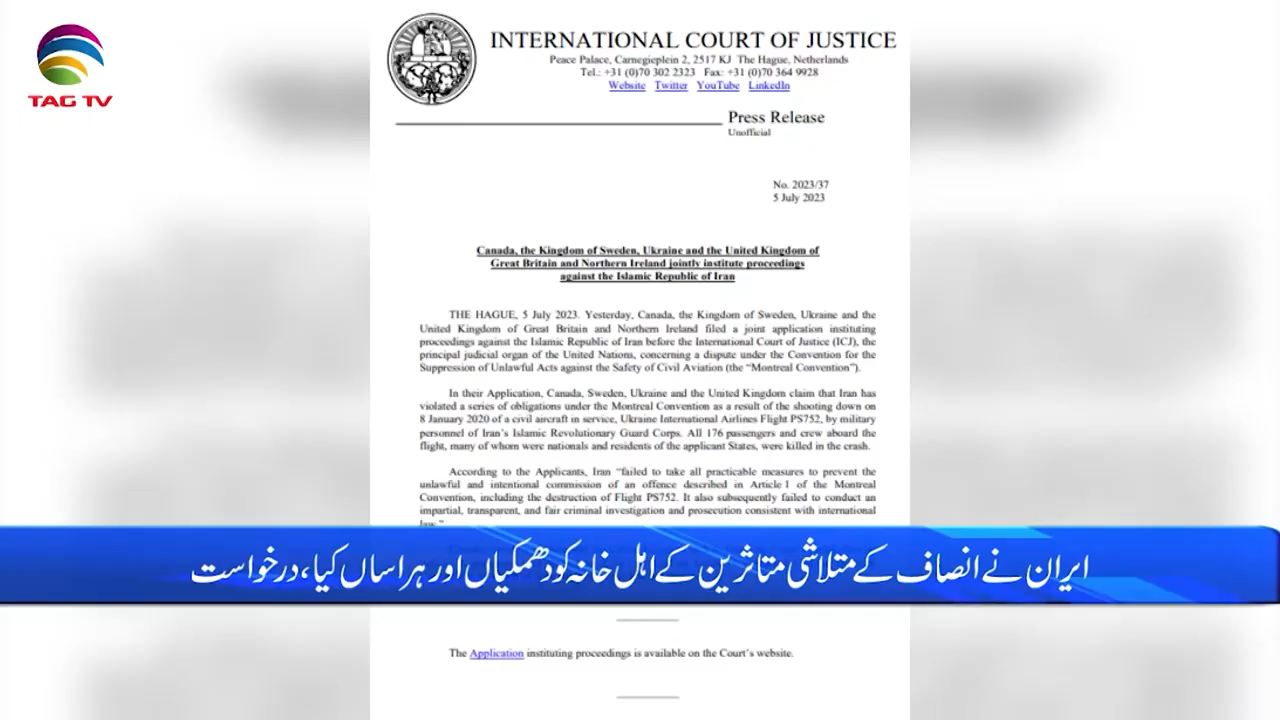 TAG TV
INTERNATIONAL COURT OF JUSTICE
Peace Palace, Carnegieplein 2, 2517 KJ The Hague, Netherlands
Tel.: +31 (0)70 302 2323 Fax: +31 (0)70 364 9928
Website Twitter YouTube LinkedIn
Press Release
Unofficial
No. 2023/37
5 July 2023
Canada, the Kingdom of Sweden, Ukraine and the United Kingdom of
Great Britain and Northern Ireland jointly institute proceedings
against the Islamic Republic of Iran
THE HAGUE, 5 July 2023. Yesterday, Canada, the Kingdom of Sweden, Ukraine and the
United Kingdom of Great Britain and Northern Ireland filed a joint application instituting
proceedings against the Islamic Republic of Iran before the International Court of Justice (ICJ), the
principal judicial organ of the United Nations, concerning a dispute under the Convention for the
Suppression of Unlawful Acts against the Safety of Civil Aviation (the “Montreal Convention”).
In their Application, Canada, Sweden, Ukraine and the United Kingdom claim that Iran has
violated a series of obligations under the Montreal Convention as a result of the shooting down on
8 January 2020 of a civil aircraft in service, Ukraine International Airlines Flight PS752, by military
personnel of Iran’s Islamic Revolutionary Guard Corps. All 176 passengers and crew aboard the
flight, many of whom were nationals and residents of the applicant States, were killed in the crash.
According to the Applicants, Iran “failed to take all practicable measures to prevent the
unlawful and intentional commission of an offence described in Article 1 of the Montreal
Convention, including the destruction of Flight PS752. It also subsequently failed to conduct an
impartial, transparent, and fair criminal investigation and prosecution consistent with international
law.”
ایران نے انصاف کے متلاشی متاثرین کے اہل خانہ کو دھمکیاں اور ہراساں کیا، درخواست
The Application instituting proceedings is available on the Court’s website.